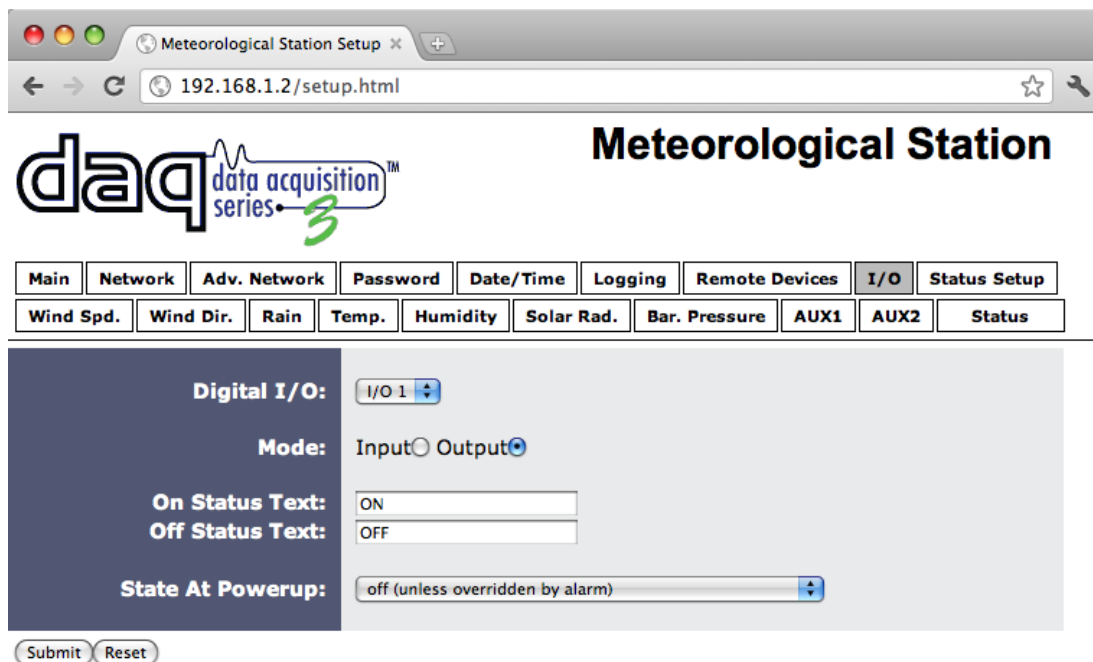 Meteorological Station Setup
192.168.1.2/setup.html
daq data acquisition™
series 3
Meteorological Station
Main Network Adv. Network Password Date/Time Logging Remote Devices I/O Status Setup
Wind Spd. Wind Dir. Rain Temp. Humidity Solar Rad. Bar. Pressure AUX1 AUX2 Status
Digital I/O: I/O 1
Mode: Input Output
On Status Text: ON
Off Status Text: OFF
State At Powerup: off (unless overridden by alarm)
Submit Reset